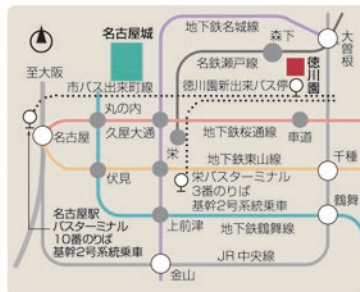 名古屋城
地下鉄名城線
森下
大曽根
名鉄瀬戸線
徳川園
至大阪
市バス出来町線
徳川園新出来バス停
丸の内
名古屋
久屋大通
栄
地下鉄桜通線
車道
伏見
地下鉄東山線
千種
栄バスターミナル
3番のりば
基幹2号系統乗車
名古屋駅
バスターミナル
10番のりば
基幹2号系統乗車
上前津
地下鉄鶴舞線
鶴舞
JR中央線
金山